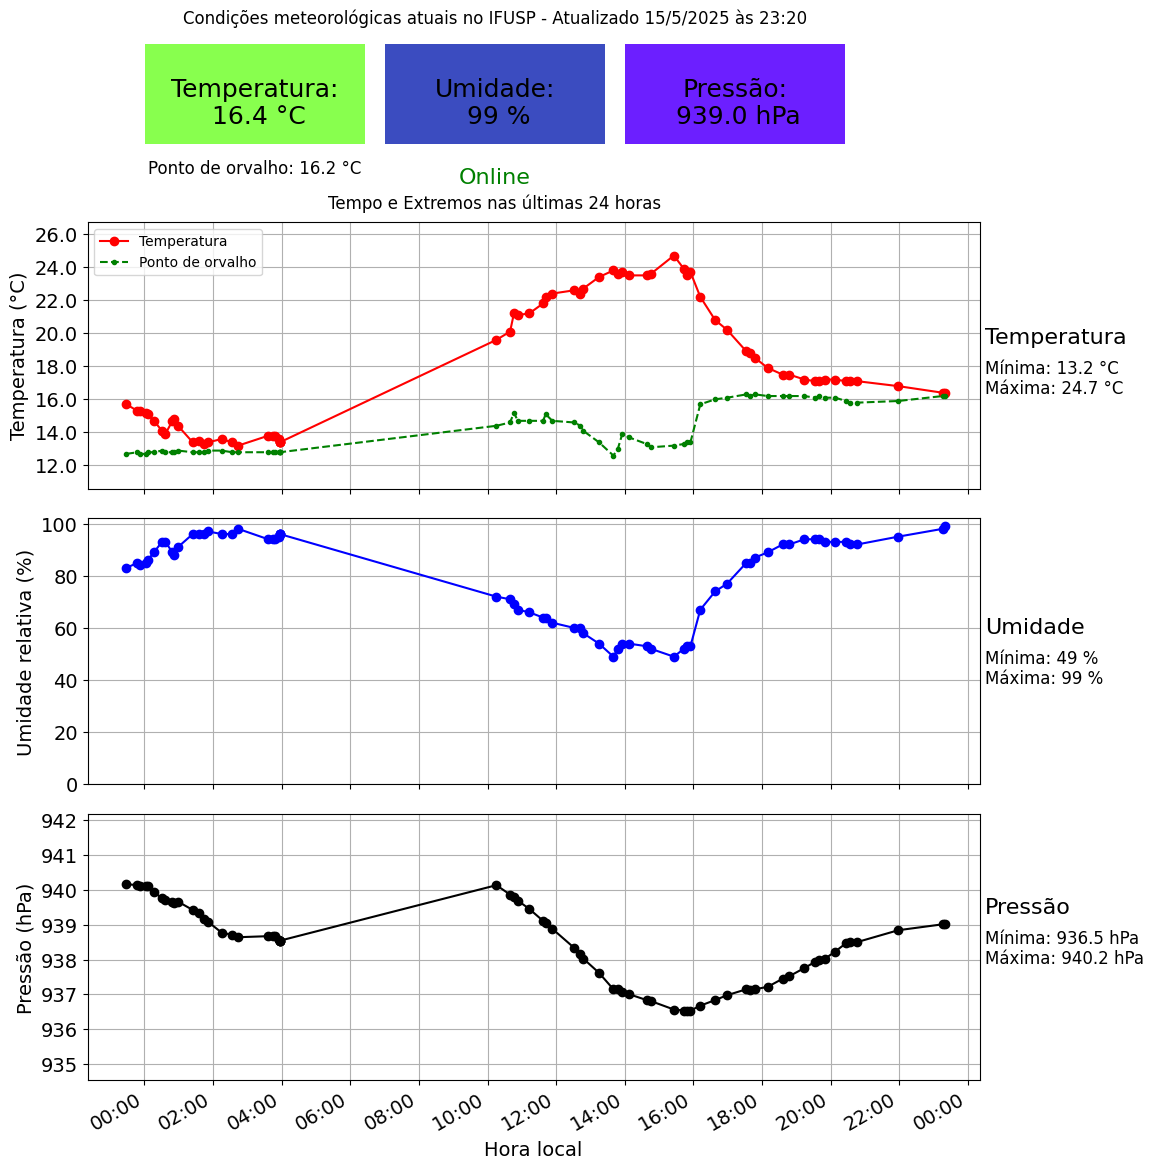 Condições meteorológicas atuais no IFUSP - Atualizado 15/5/2025 às 23:20
Temperatura:
16.4 °C
Umidade:
99 %
Pressão:
939.0 hPa
Ponto de orvalho: 16.2 °C
Online
Tempo e Extremos nas últimas 24 horas
Temperatura (°C)
26.0
24.0
22.0
20.0
18.0
16.0
14.0
12.0
Temperatura
Ponto de orvalho
Temperatura
Mínima: 13.2 °C
Máxima: 24.7 °C
Umidade relativa (%)
100
80
60
40
20
0
Umidade
Mínima: 49 %
Máxima: 99 %
Pressão (hPa)
942
941
940
939
938
937
936
935
Pressão
Mínima: 936.5 hPa
Máxima: 940.2 hPa
00:00
02:00
04:00
06:00
08:00
10:00
12:00
14:00
16:00
18:00
20:00
22:00
00:00
Hora local